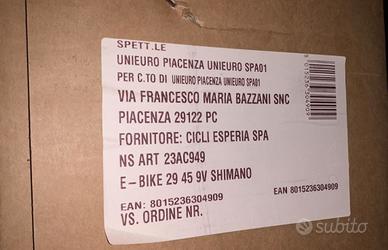 SPETT.LE
UNIEURO PIACENZA UNIEURO SPA01
PER C.TO DI UNIEURO PIACENZA UNIEURO SPA01
VIA FRANCESCO MARIA BAZZANI SNC
PIACENZA 29122 PC
FORNITORE: CICLI ESPERIA SPA
NS ART 23AC949
E-BIKE 29 45 9V SHIMANO
EAN: 8015236304909
EAN 8015236304909
VS. ORDINE NR.
8015236304909
subito